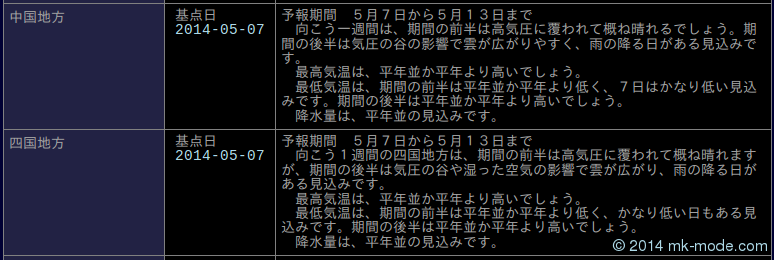 中国地方
基点日
2014-05-07
予報期間　５月７日から５月１３日まで
　向こう一週間は、期間の前半は高気圧に覆われて概ね晴れるでしょう。期
間の後半は気圧の谷の影響で雲が広がりやすく、雨の降る日がある見込みで
す。
　最高気温は、平年並か平年より高いでしょう。
　最低気温は、期間の前半は平年並か平年より低く、７日はかなり低い見込
みです。期間の後半は平年並か平年より高いでしょう。
　降水量は、平年並の見込みです。
四国地方
基点日
2014-05-07
予報期間　５月７日から５月１３日まで
　向こう１週間の四国地方は、期間の前半は高気圧に覆われて概ね晴れます
が、期間の後半は気圧の谷や湿った空気の影響で雲が広がり、雨の降る日が
ある見込みです。
　最高気温は、平年並か平年より高いでしょう。
　最低気温は、期間の前半は平年並か平年より低く、かなり低い日もある見
込みです。期間の後半は平年並か平年より高いでしょう。
　降水量は、平年並の見込みです。
© 2014 mk-mode.com